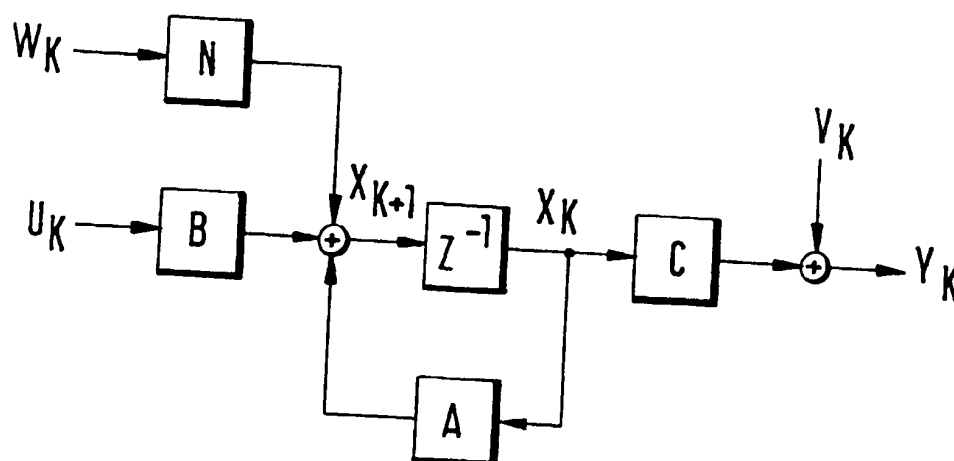 W_K
N
V_K
X_{K+1}
X_K
U_K
B
+
Z^{-1}
C
+
Y_K
A